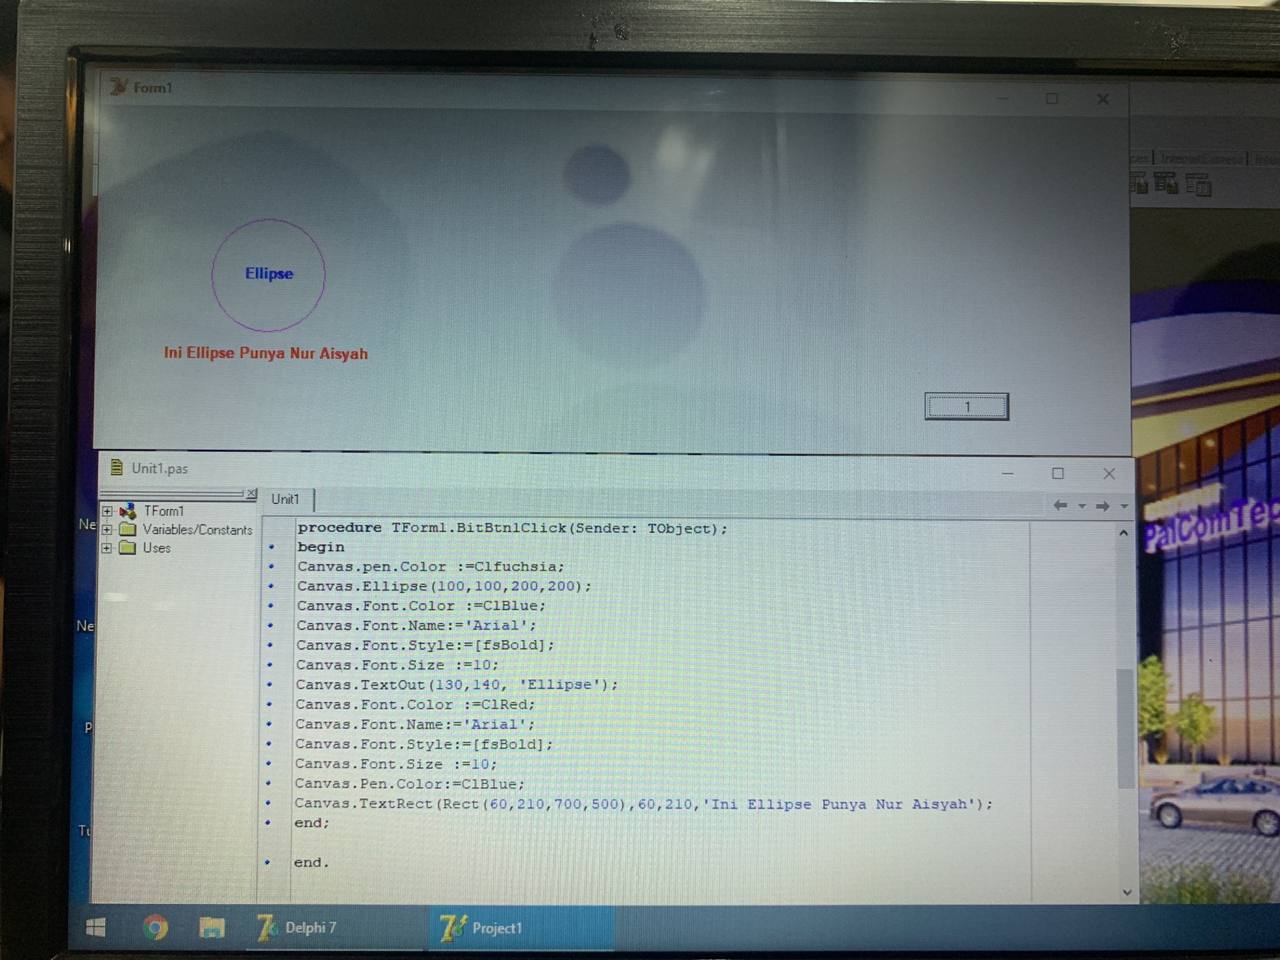 Form1
InternetExpress
Ellipse
Ini Ellipse Punya Nur Aisyah
1
Unit1.pas
Unit1
TForm1
Variables/Constants
Uses
procedure TForm1.BitBtn1Click(Sender: TObject);
begin
Canvas.pen.Color :=Clfuchsia;
Canvas.Ellipse(100,100,200,200);
Canvas.Font.Color :=ClBlue;
Canvas.Font.Name:='Arial';
Canvas.Font.Style:=[fsBold];
Canvas.Font.Size :=10;
Canvas.TextOut(130,140, 'Ellipse');
Canvas.Font.Color :=ClRed;
Canvas.Font.Name:='Arial';
Canvas.Font.Style:=[fsBold];
Canvas.Font.Size :=10;
Canvas.Pen.Color:=ClBlue;
Canvas.TextRect(Rect(60,210,700,500),60,210,'Ini Ellipse Punya Nur Aisyah');
end;
end.
Ne
Ne
P
Tu
PalComTec
Delphi 7
Project1